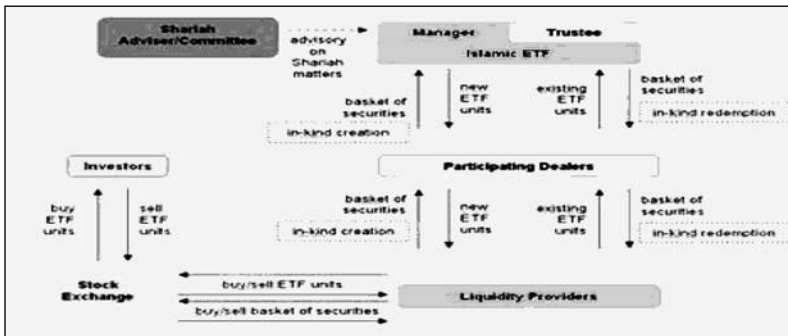 Shariah
Adviser/Committee
advisory
on
Shariah
matters
Manager
Trustee
Islamic ETF
basket of
securities
in-kind creation
new
ETF
units
existing
ETF
units
basket of
securities
in-kind redemption
Investors
Participating Dealers
buy
ETF
units
sell
ETF
units
basket of
securities
in-kind creation
new
ETF
units
existing
ETF
units
basket of
securities
in-kind redemption
Stock
Exchange
buy/sell ETF units
buy/sell basket of securities
Liquidity Providers